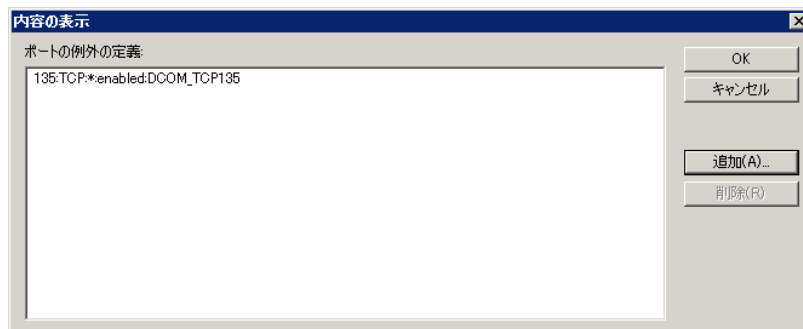 内容の表示
ポートの例外の定義:
135:TCP:*:enabled:DCOM_TCP135
OK
キャンセル
追加(A)...
削除(R)